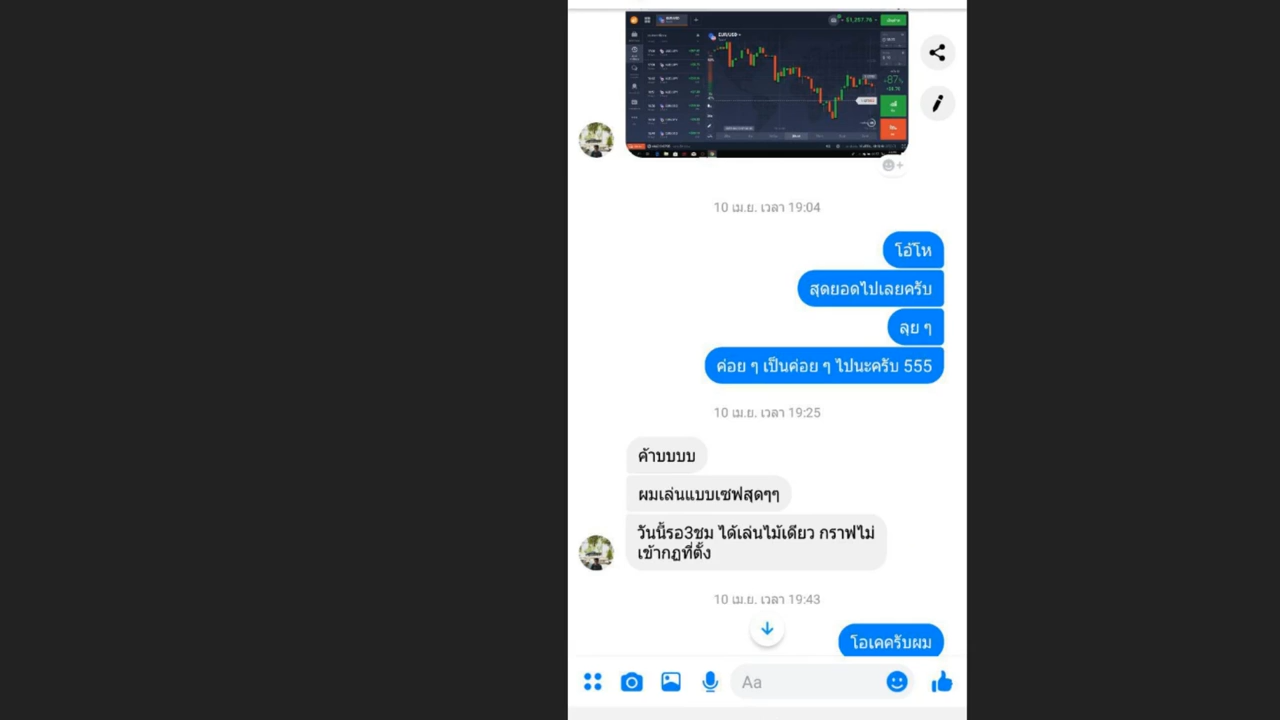 EUR/USD
$1,257.76
87%
10 เม.ย. เวลา 19:04
โอ้โห
สุดยอดไปเลยครับ
ลุย ๆ
ค่อย ๆ เป็นค่อย ๆ ไปนะครับ 555
10 เม.ย. เวลา 19:25
ค้าบบบบ
ผมเล่นแบบเซฟสุดๆๆ
วันนี้รอ3ชม ได้เล่นไม้เดียว กราฟไม่
เข้ากฏที่ตั้ง
10 เม.ย. เวลา 19:43
โอเคครับผม
Aa